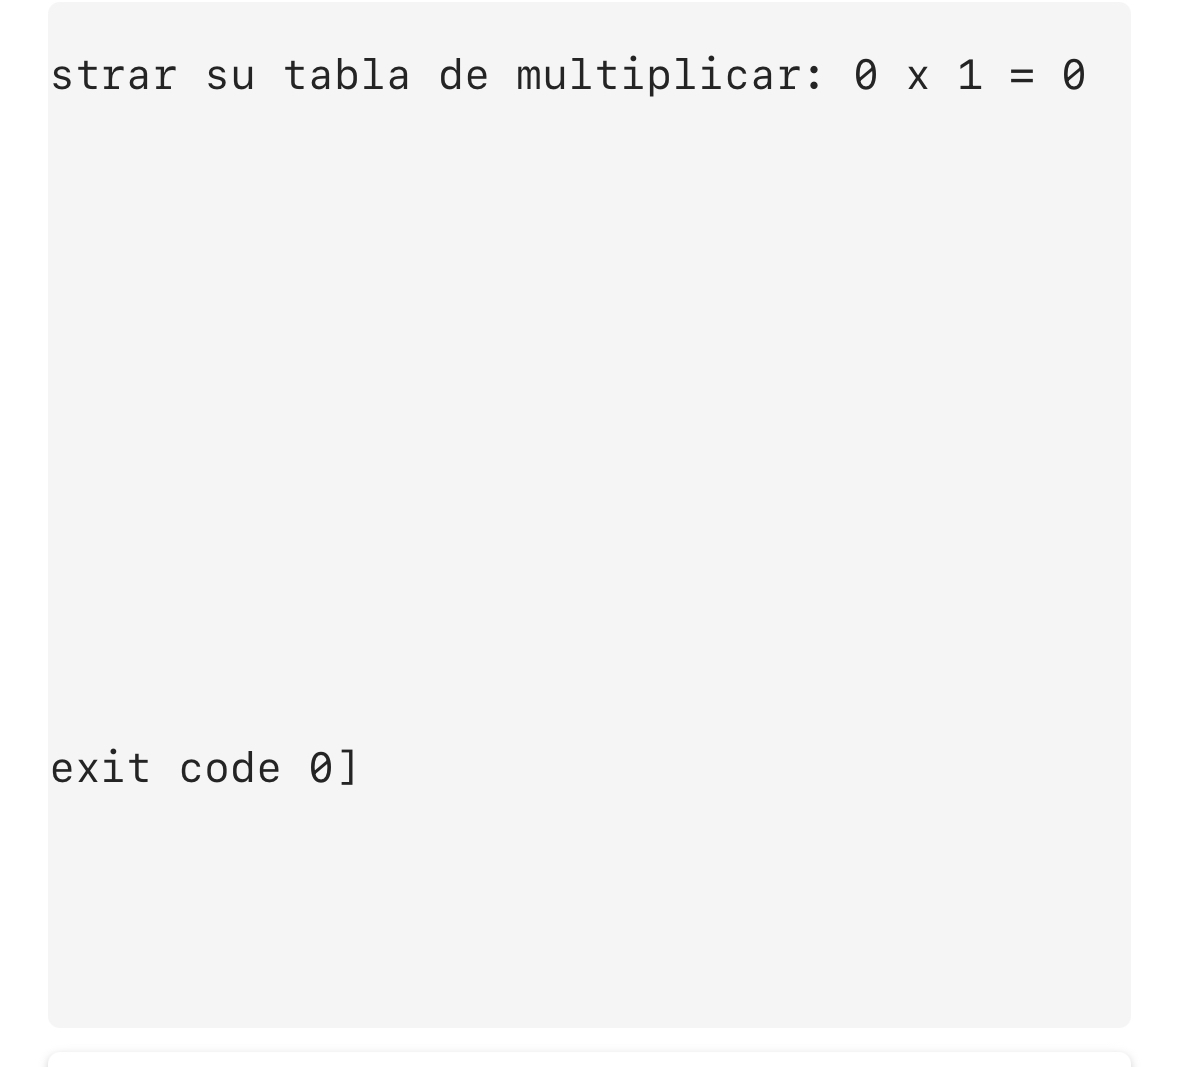 strar su tabla de multiplicar: 0 x 1 = 0
exit code 0]